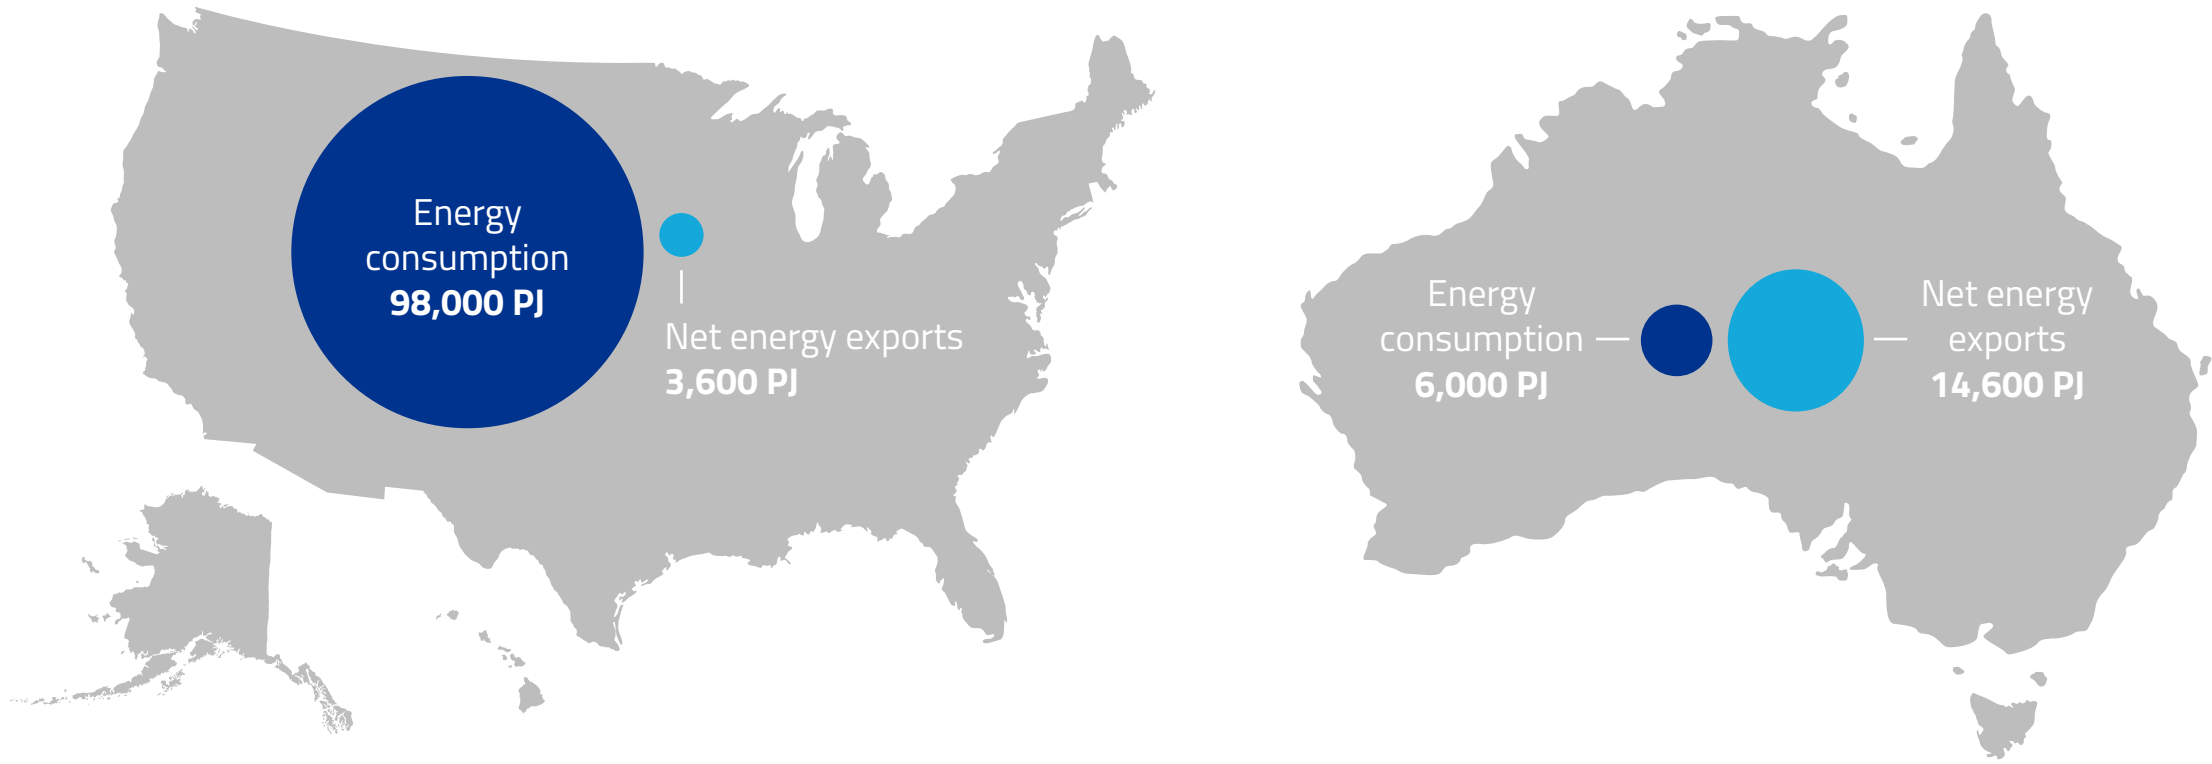 Energy
consumption
98,000 PJ
Net energy exports
3,600 PJ
Energy
consumption
6,000 PJ
Net energy
exports
14,600 PJ